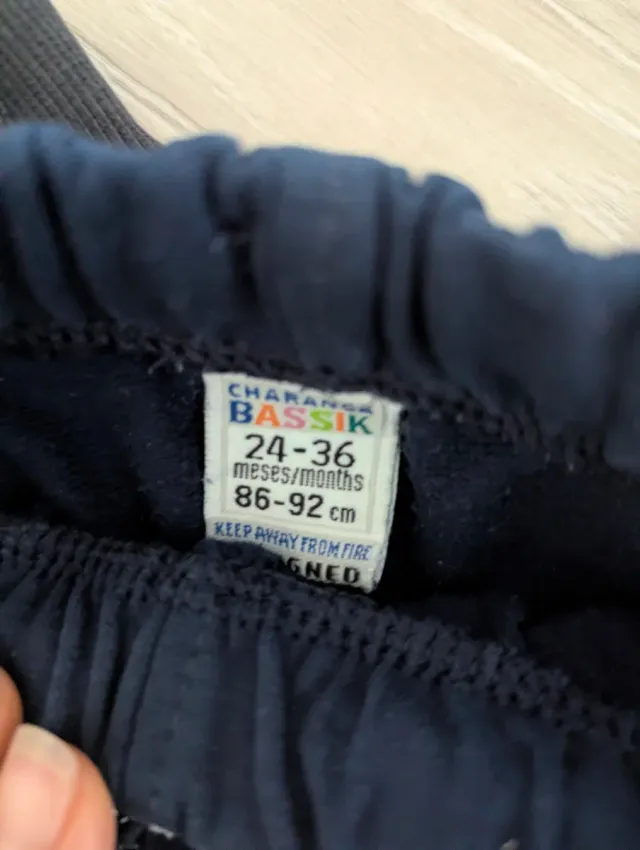 CHARANGA
BASSIK
24-36
meses/months
86-92 cm
KEEP AWAY FROM FIRE